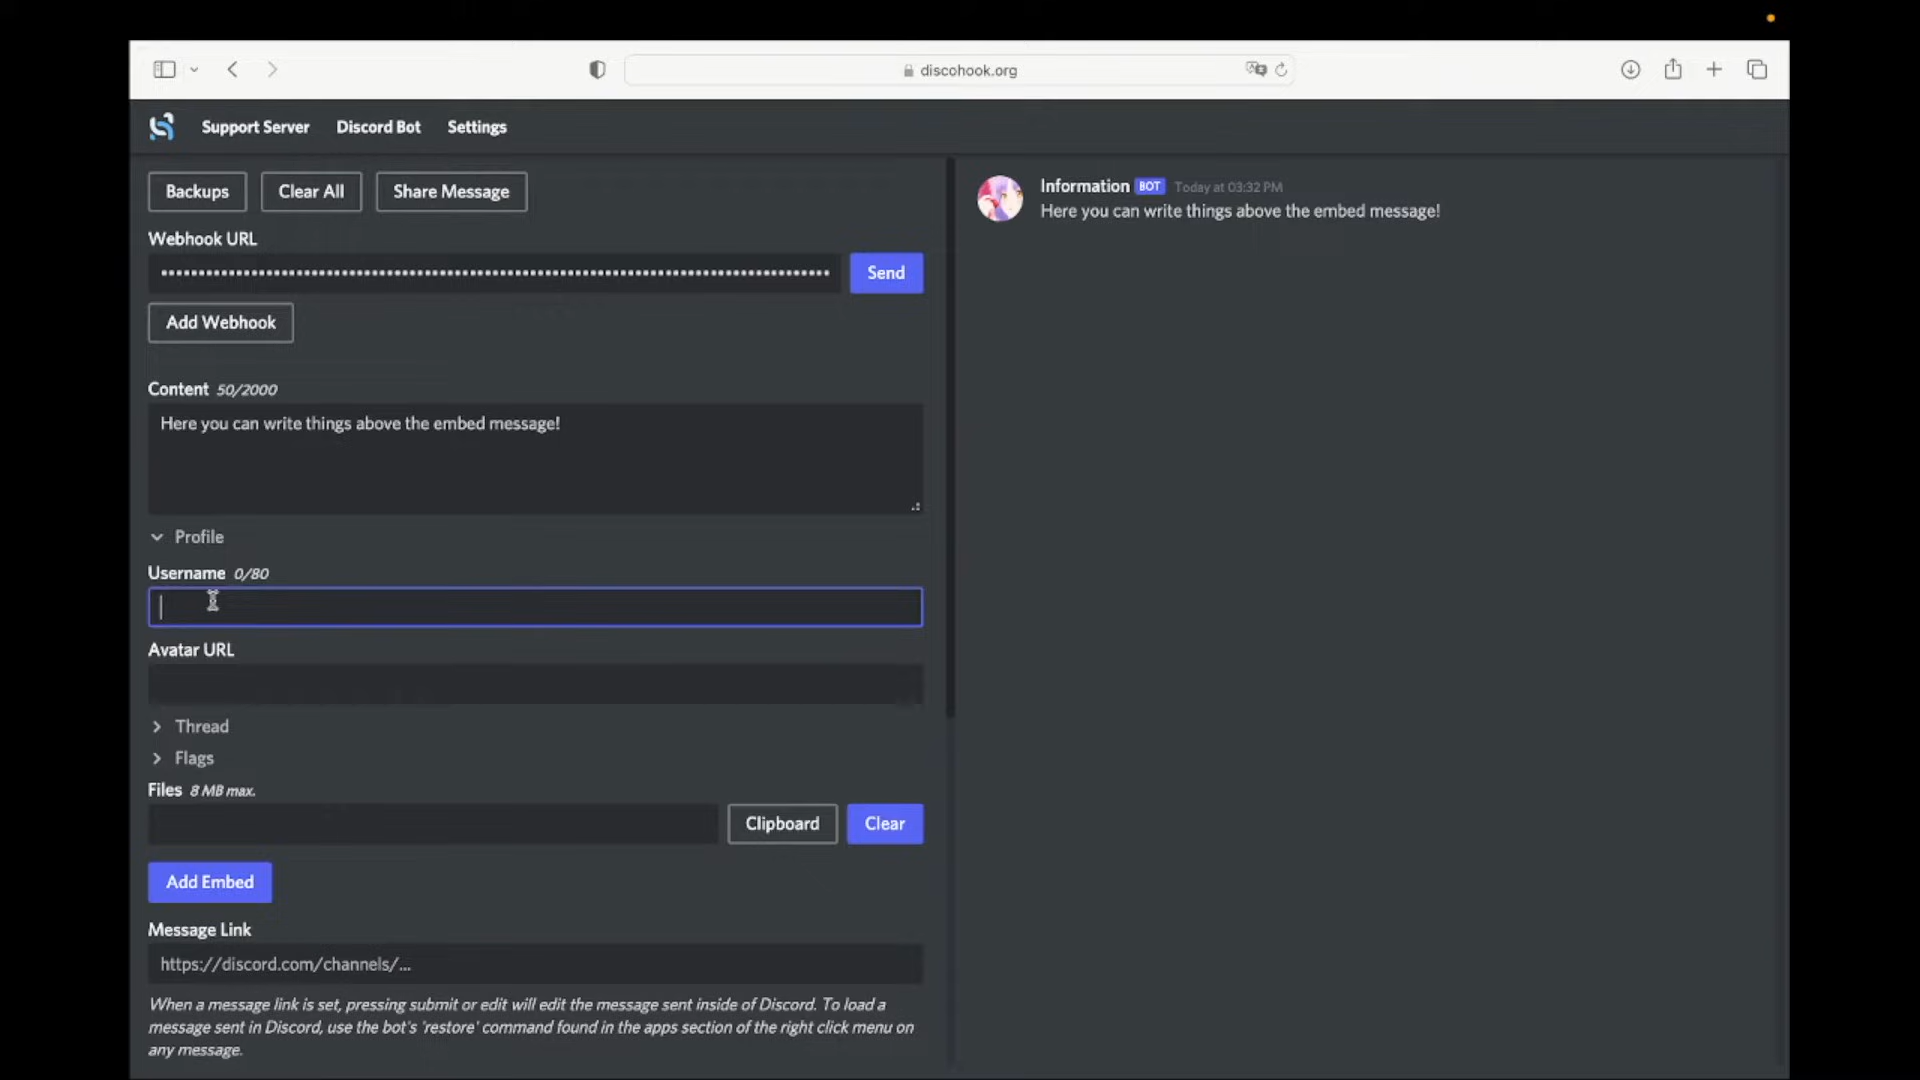 discohook.org
Support Server Discord Bot Settings
Backups Clear All Share Message
Webhook URL
Send
Add Webhook
Content 50/2000
Here you can write things above the embed message!
Profile
Username 0/80
Avatar URL
Thread
Flags
Files 8 MB max.
Clipboard Clear
Add Embed
Message Link
https://discord.com/channels/...
When a message link is set, pressing submit or edit will edit the message sent inside of Discord. To load a
message sent in Discord, use the bot's 'restore' command found in the apps section of the right click menu on
any message.
Information BOT Today at 03:32 PM
Here you can write things above the embed message!